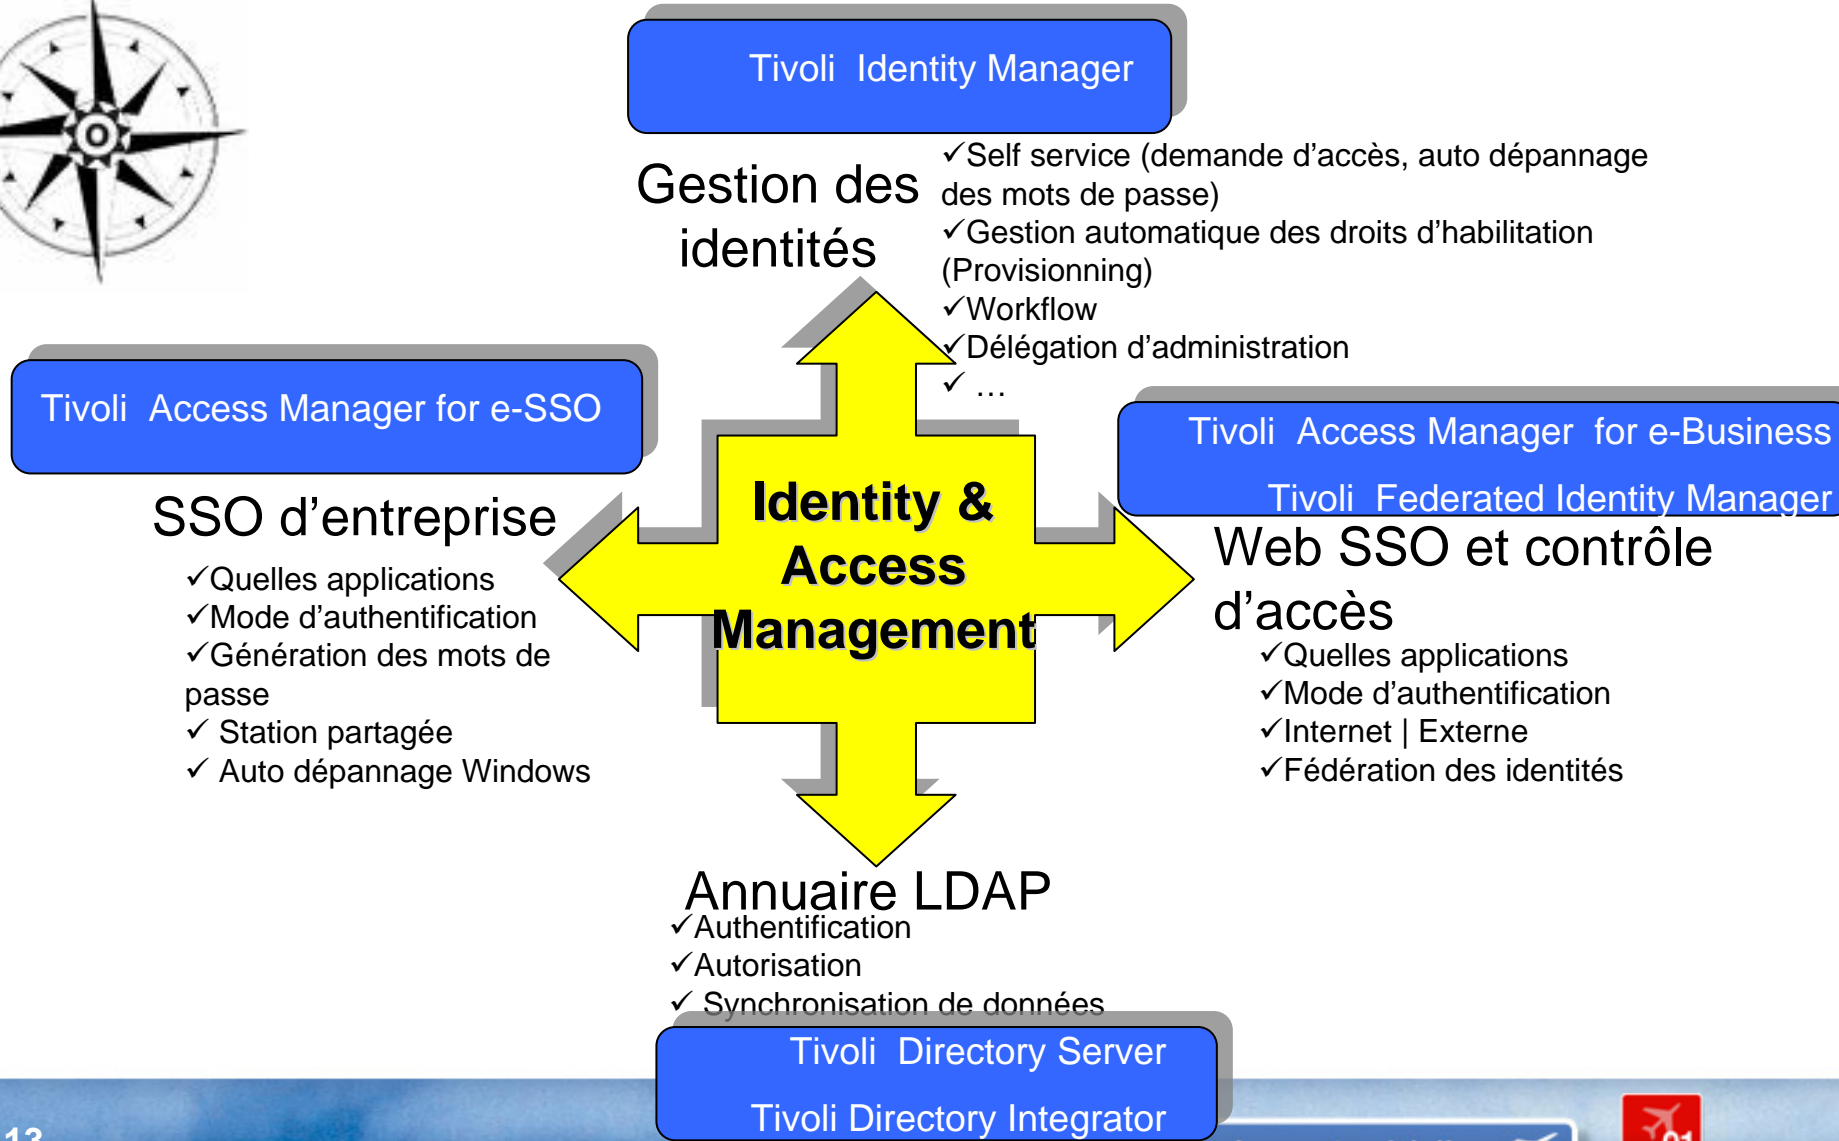 Tivoli  Identity Manager
Gestion des
identités
✓Self service (demande d’accès, auto dépannage
des mots de passe)
✓Gestion automatique des droits d’habilitation
(Provisionning)
✓Workflow
✓Délégation d’administration
✓ …
Tivoli  Access Manager for e-SSO
SSO d’entreprise
✓Quelles applications
✓Mode d’authentification
✓Génération des mots de
passe
✓ Station partagée
✓ Auto dépannage Windows
Identity &
Access
Management
Tivoli  Access Manager  for e-Business
Tivoli  Federated Identity Manager
Web SSO et contrôle
d’accès
✓Quelles applications
✓Mode d’authentification
✓Internet | Externe
✓Fédération des identités
Annuaire LDAP
✓Authentification
✓Autorisation
✓ Synchronisation de données
Tivoli  Directory Server
Tivoli Directory Integrator
13